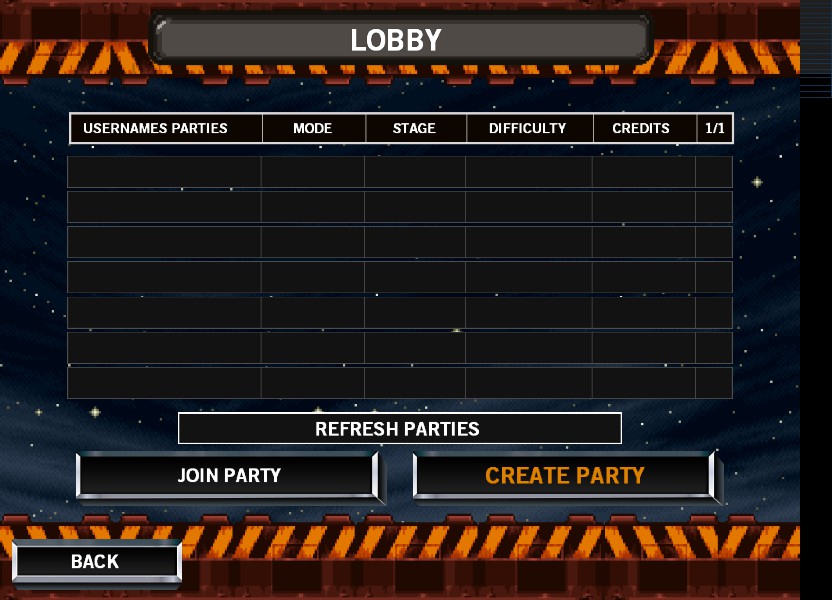 LOBBY
USERNAMES PARTIES MODE STAGE DIFFICULTY CREDITS 1/1
REFRESH PARTIES
JOIN PARTY CREATE PARTY
BACK